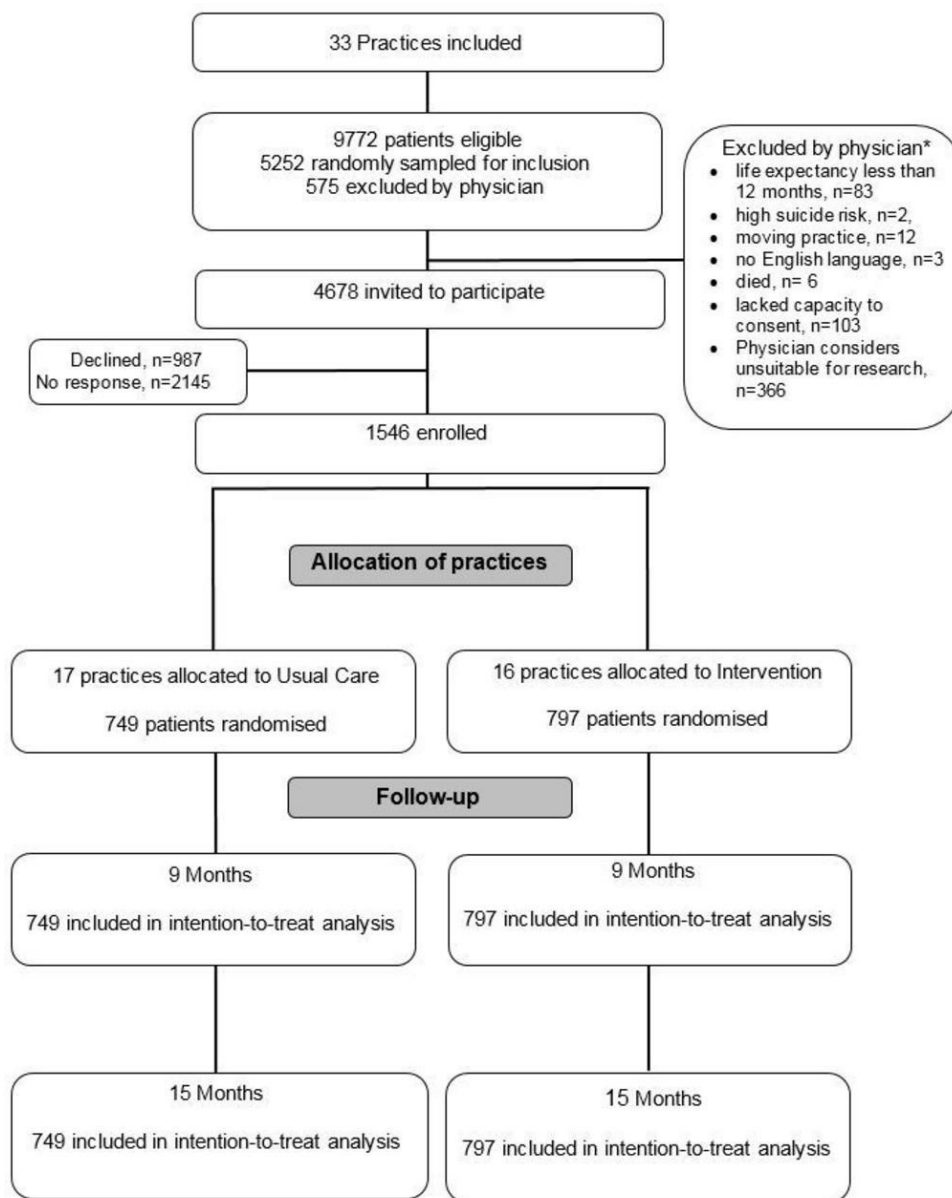 33 Practices included
9772 patients eligible
5252 randomly sampled for inclusion
575 excluded by physician
Excluded by physician*
• life expectancy less than
12 months, n=83
• high suicide risk, n=2,
• moving practice, n=12
• no English language, n=3
• died, n= 6
• lacked capacity to
consent, n=103
• Physician considers
unsuitable for research,
n=366
4678 invited to participate
Declined, n=987
No response, n=2145
1546 enrolled
Allocation of practices
17 practices allocated to Usual Care
749 patients randomised
16 practices allocated to Intervention
797 patients randomised
Follow-up
9 Months
749 included in intention-to-treat analysis
9 Months
797 included in intention-to-treat analysis
15 Months
749 included in intention-to-treat analysis
15 Months
797 included in intention-to-treat analysis